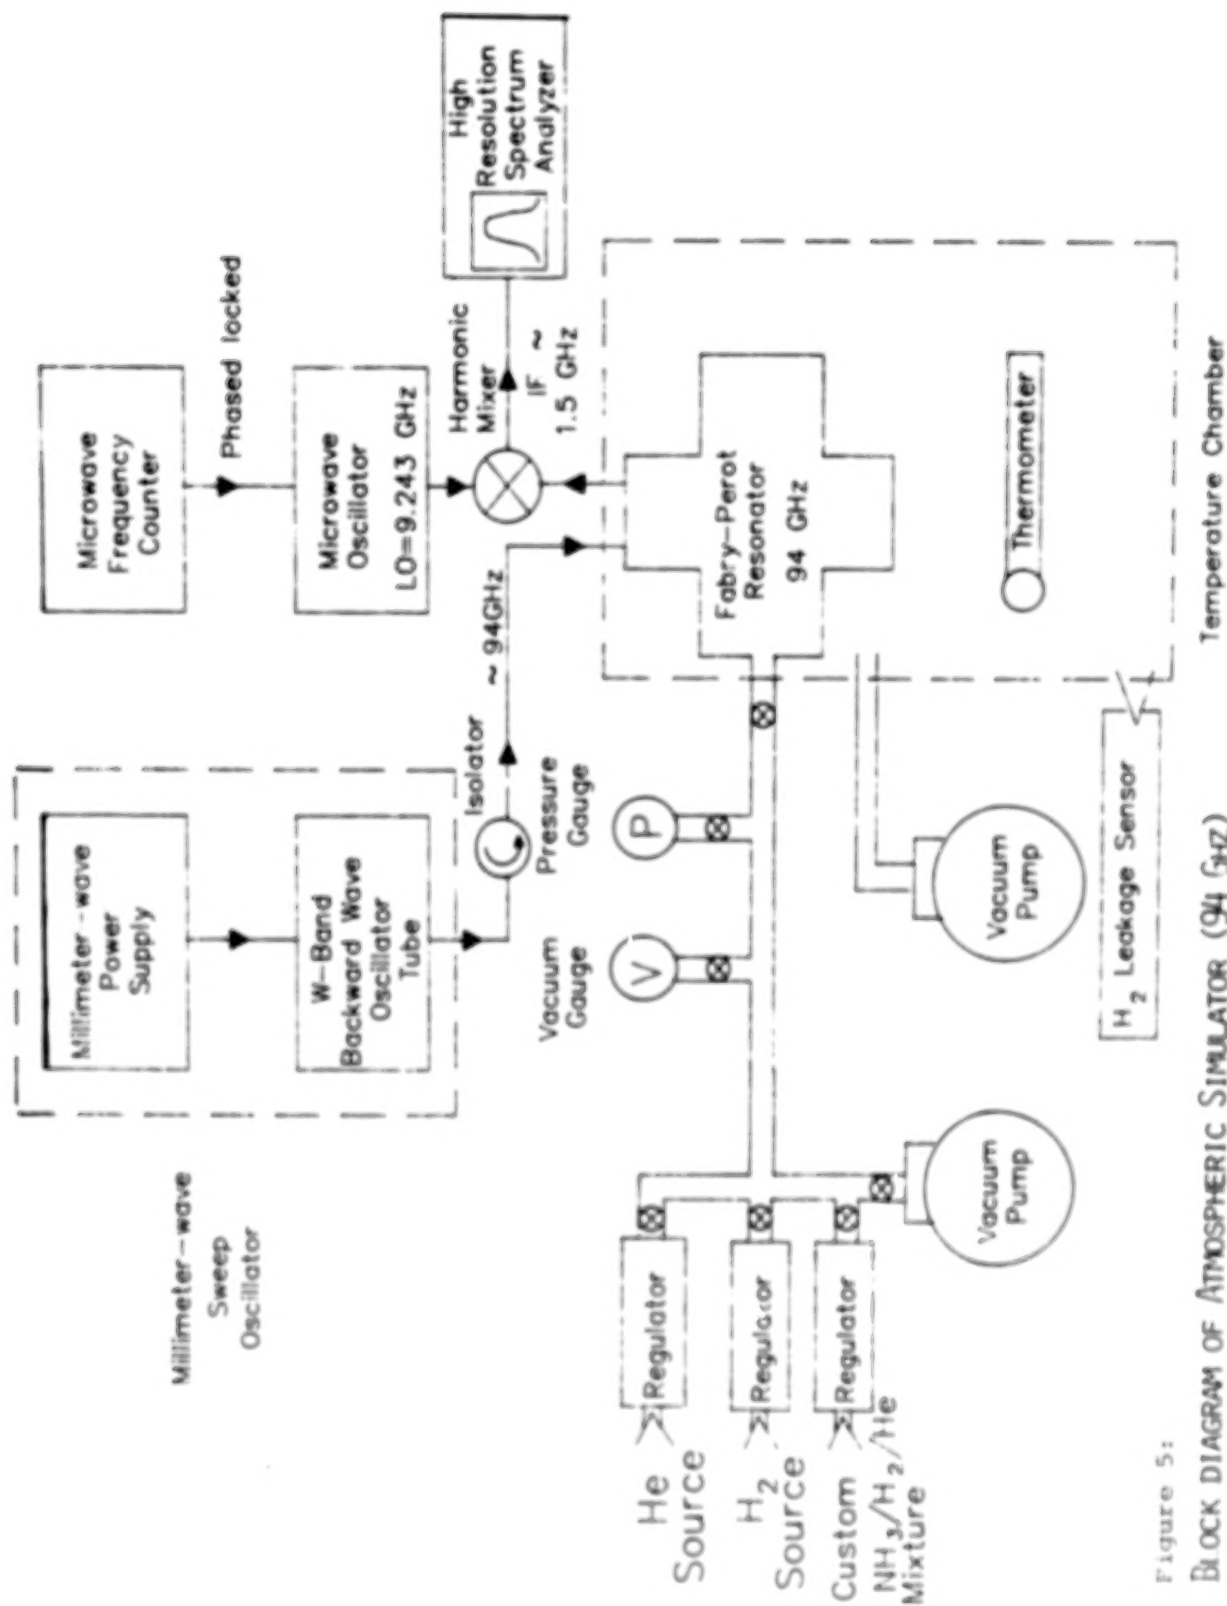 Millimeter-wave
Sweep
Oscillator
Millimeter-wave
Power
Supply
W-Band
Backward Wave
Oscillator
Tube
Microwave
Frequency
Counter
Phased locked
Microwave
Oscillator
LO=9.243 GHz
Isolator
~ 94GHz
Harmonic
Mixer
IF ~
1.5 GHz
High
Resolution
Spectrum
Analyzer
Vacuum
Gauge
V
Pressure
Gauge
P
Fabry-Perot
Resonator
94 GHz
Thermometer
He
Source
Regulator
H2
Source
Regulator
Custom
NH3/H2/He
Mixture
Regulator
Vacuum
Pump
Vacuum
Pump
H2 Leakage Sensor
Temperature Chamber
Figure 5:
BLOCK DIAGRAM OF ATMOSPHERIC SIMULATOR (94 GHZ)